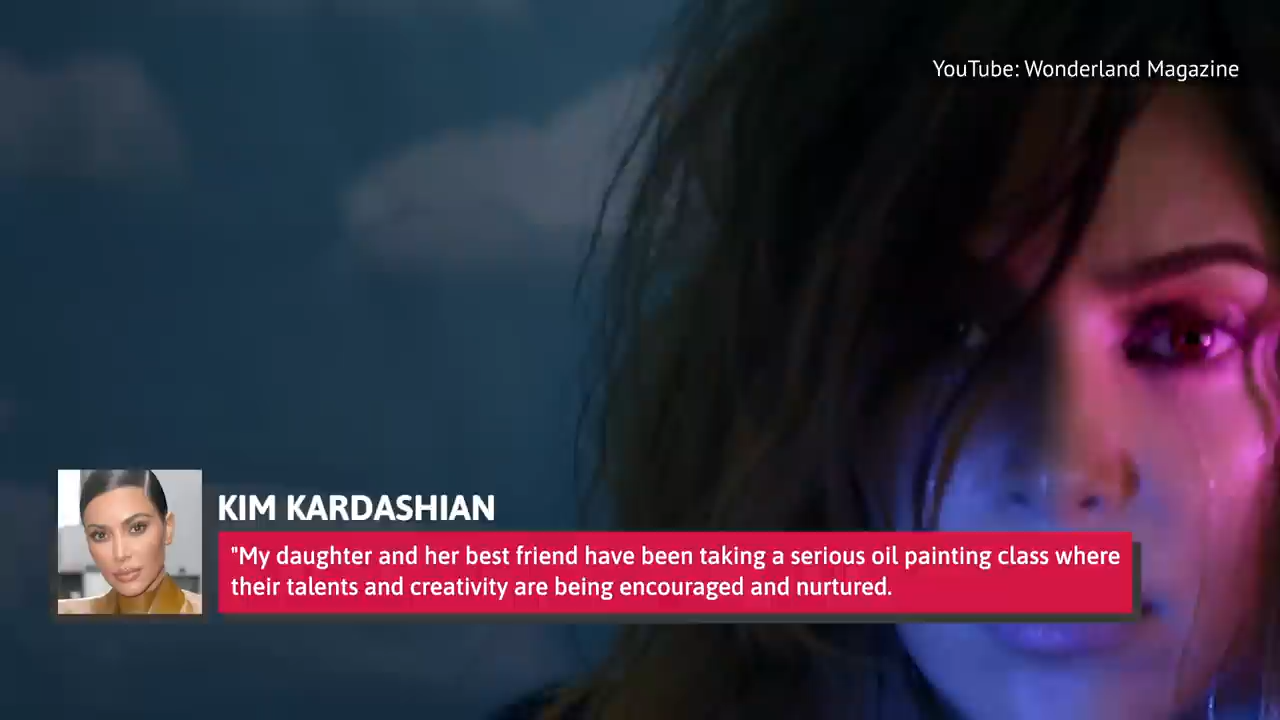 YouTube: Wonderland Magazine
KIM KARDASHIAN
"My daughter and her best friend have been taking a serious oil painting class where
their talents and creativity are being encouraged and nurtured.